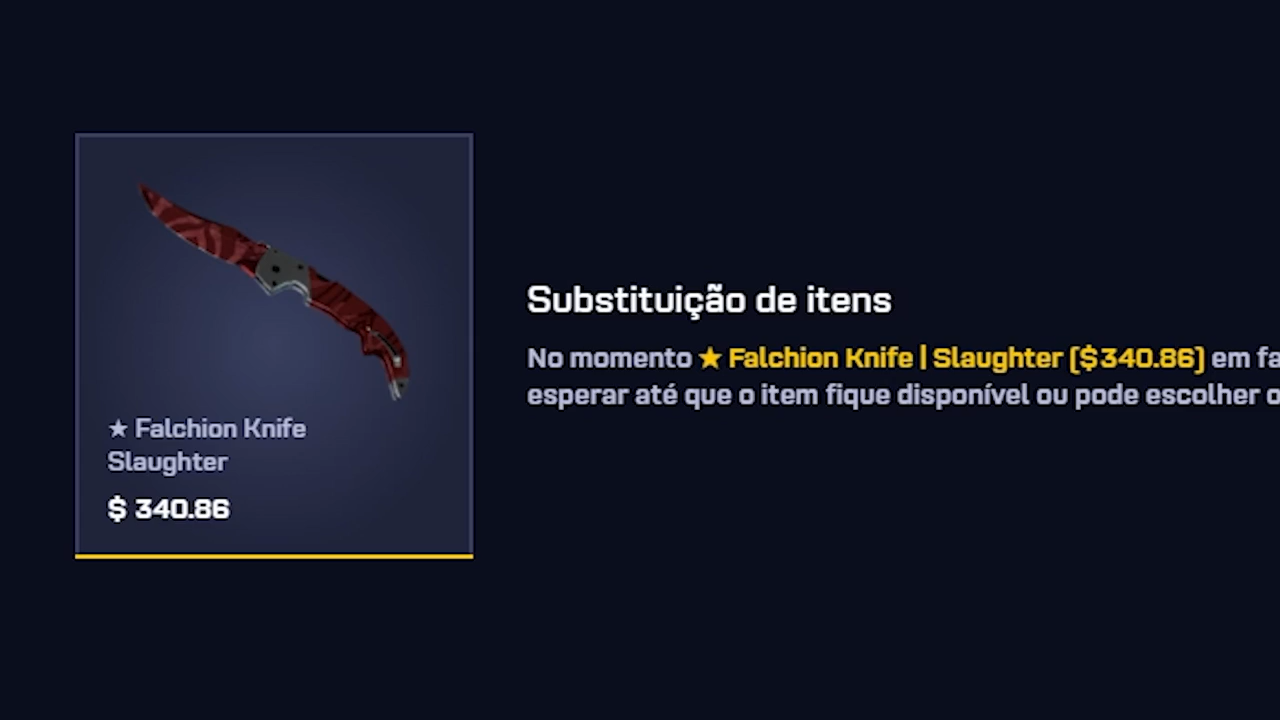 ★ Falchion Knife
Slaughter
$ 340.86
Substituição de itens
No momento ★ Falchion Knife | Slaughter ($340.86) em
esperar até que o item fique disponível ou pode escolher